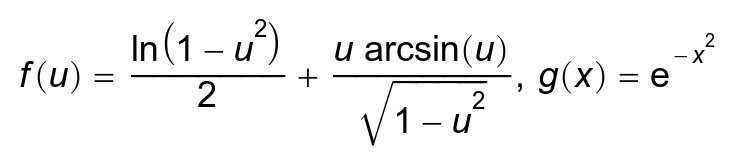 f(u) = ln(1 − u²)/2 + u arcsin(u)/√(1 − u²), g(x) = e^(−x²)